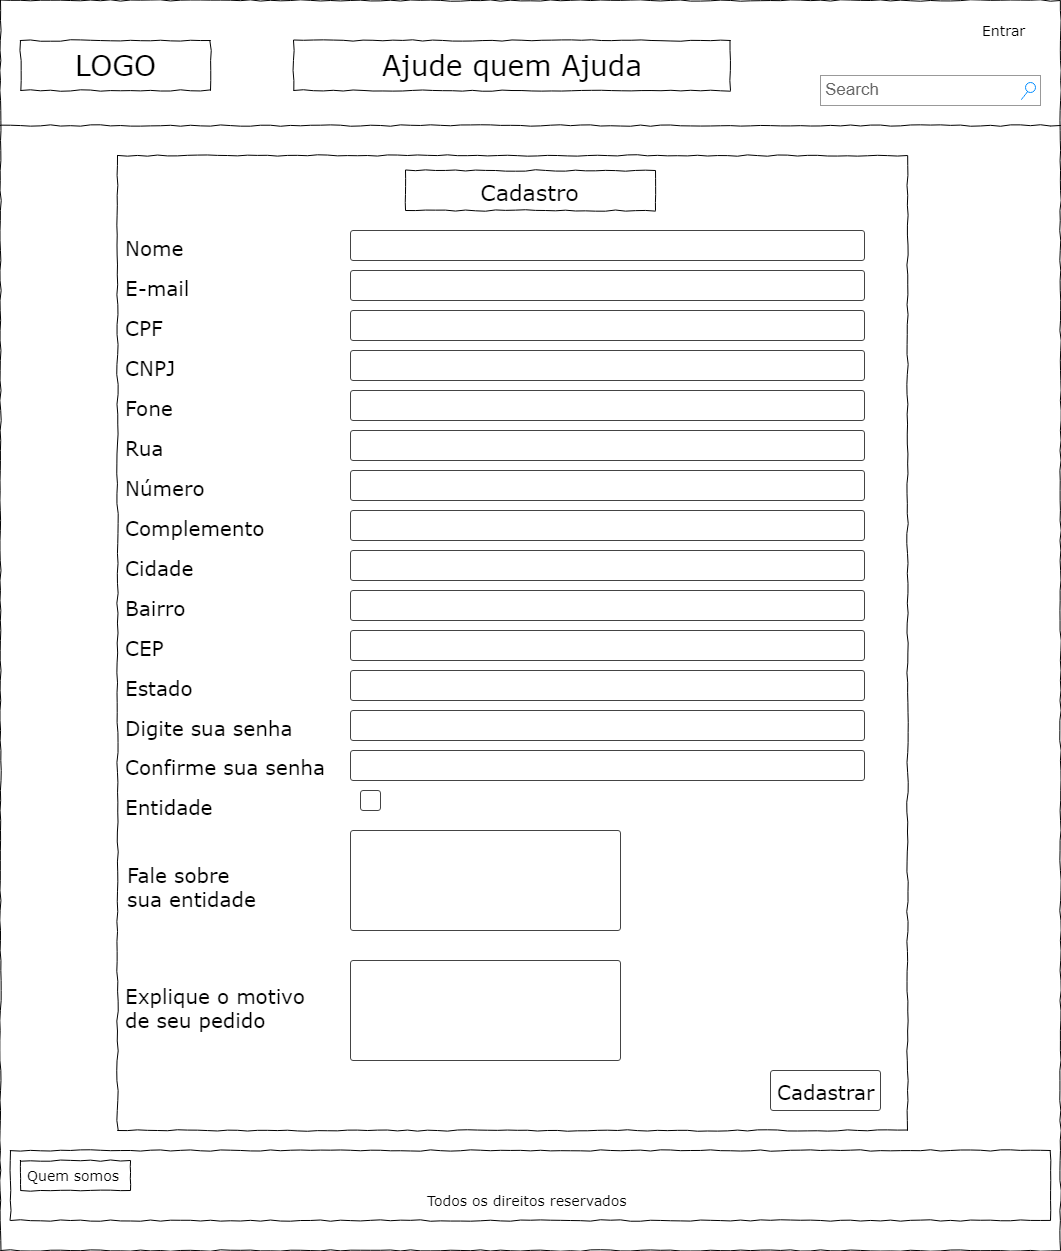 Entrar
LOGO
Ajude quem Ajuda
Search
Cadastro
Nome
E-mail
CPF
CNPJ
Fone
Rua
Número
Complemento
Cidade
Bairro
CEP
Estado
Digite sua senha
Confirme sua senha
Entidade
Fale sobre
sua entidade
Explique o motivo
de seu pedido
Cadastrar
Quem somos
Todos os direitos reservados